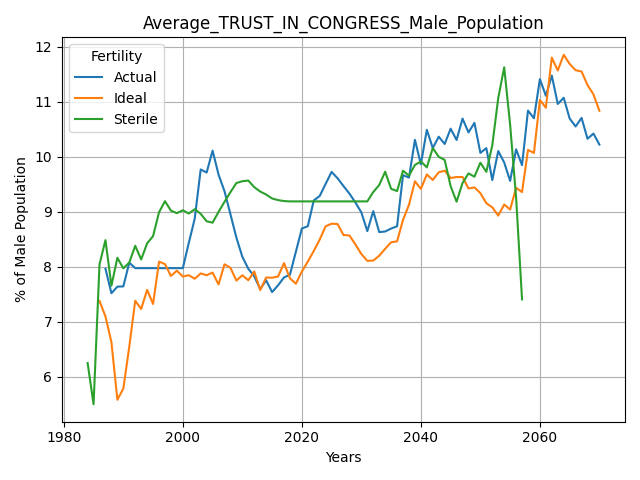 Average_TRUST_IN_CONGRESS_Male_Population
Fertility
Actual
Ideal
Sterile
% of Male Population
12
11
10
9
8
7
6
1980
2000
2020
2040
2060
Years